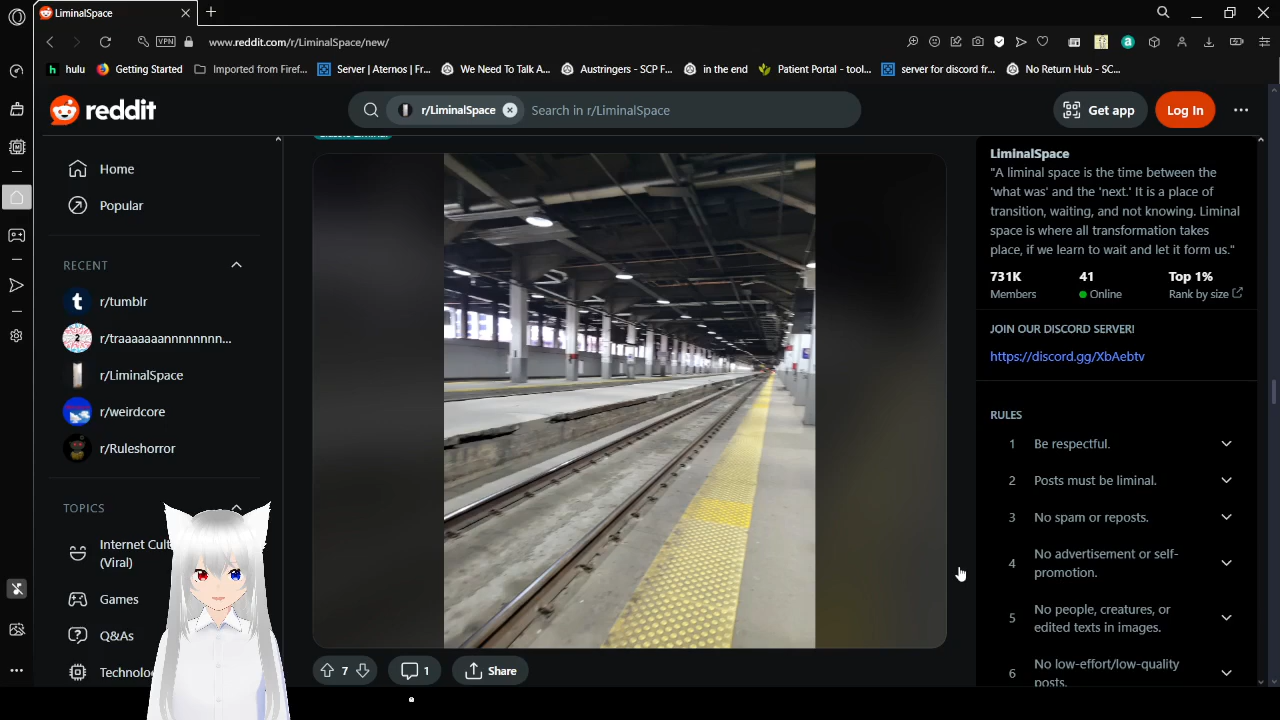 LiminalSpace
VPN
www.reddit.com/r/LiminalSpace/new/
hulu
Getting Started
Imported from Firef...
Server | Aternos | Fr...
We Need To Talk A...
Austringers - SCP F...
in the end
Patient Portal - tool...
server for discord fr...
No Return Hub - SC...
reddit
r/LiminalSpace
Search in r/LiminalSpace
Get app
Log In
Home
Popular
RECENT
r/tumblr
r/traaaaaaannnnnnnn...
r/LiminalSpace
r/weirdcore
r/Ruleshorror
TOPICS
Internet Cult
(Viral)
Games
Q&As
Technolo
7
1
Share
LiminalSpace
"A liminal space is the time between the
'what was' and the 'next.' It is a place of
transition, waiting, and not knowing. Liminal
space is where all transformation takes
place, if we learn to wait and let it form us."
731K
41
Top 1%
Members
Online
Rank by size
JOIN OUR DISCORD SERVER!
https://discord.gg/XbAebtv
RULES
1 Be respectful.
2 Posts must be liminal.
3 No spam or reposts.
4 No advertisement or self-
promotion.
5 No people, creatures, or
edited texts in images.
6 No low-effort/low-quality
posts.